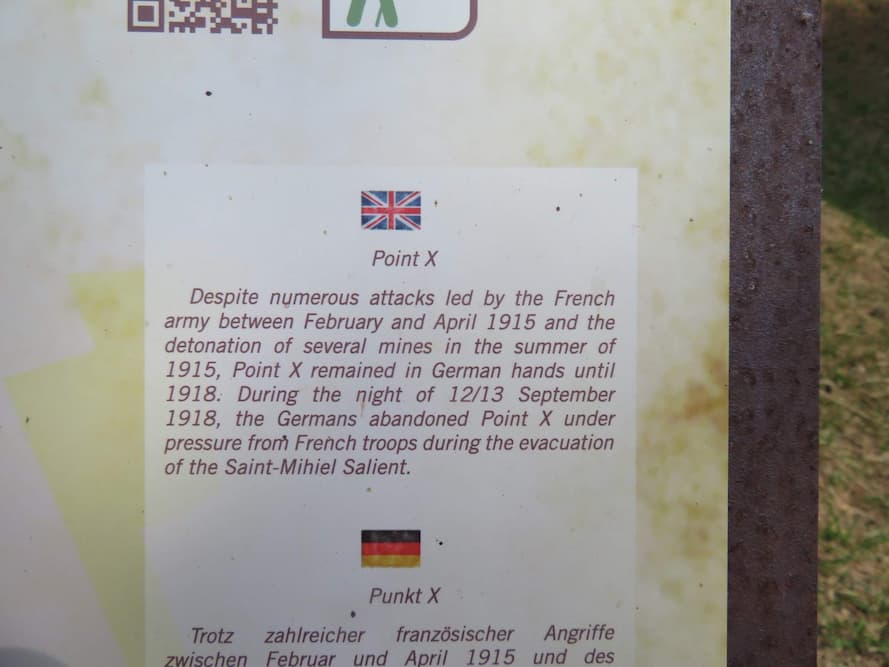 Point X
Despite numerous attacks led by the French
army between February and April 1915 and the
detonation of several mines in the summer of
1915, Point X remained in German hands until
1918. During the night of 12/13 September
1918, the Germans abandoned Point X under
pressure from French troops during the evacuation
of the Saint-Mihiel Salient.
Punkt X
Trotz zahlreicher französischer Angriffe
zwischen Februar und April 1915 und des